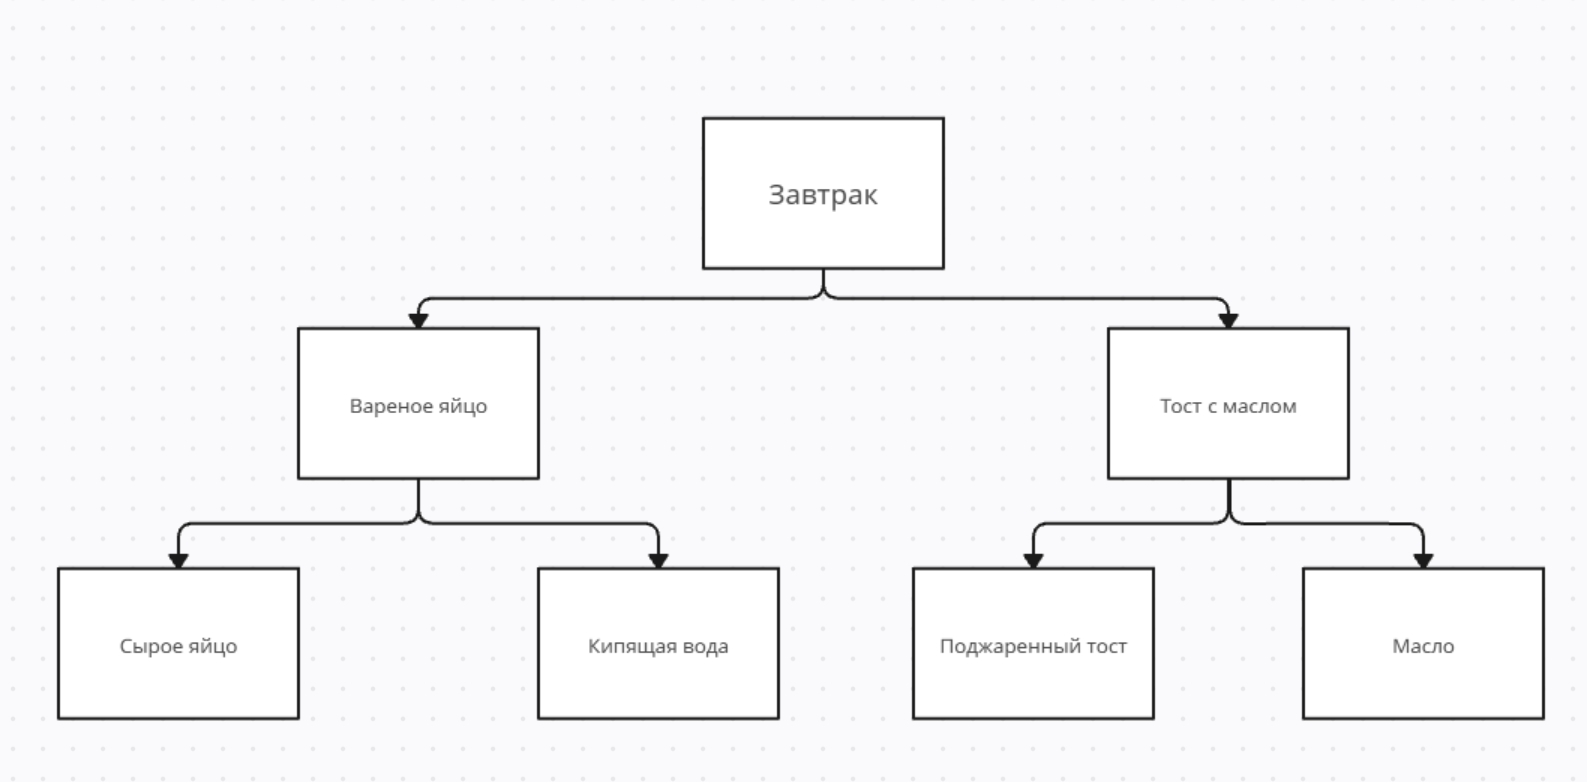 Завтрак
Вареное яйцо
Тост с маслом
Сырое яйцо
Кипящая вода
Поджаренный тост
Масло